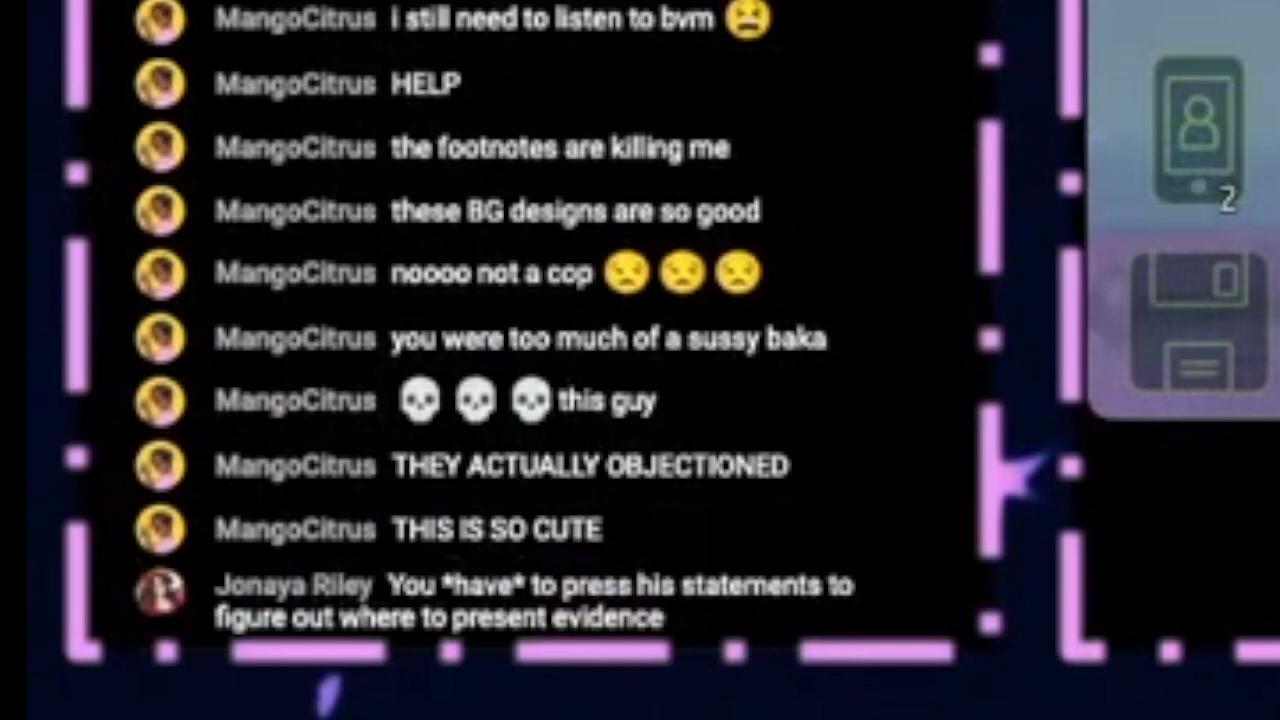 MangoCitrus i still need to listen to bvm 😫
MangoCitrus HELP
MangoCitrus the footnotes are killing me
MangoCitrus these BG designs are so good
MangoCitrus noooo not a cop 😒 😒 😒
MangoCitrus you were too much of a sussy baka
MangoCitrus 💀 💀 💀 this guy
MangoCitrus THEY ACTUALLY OBJECTIONED
MangoCitrus THIS IS SO CUTE
Jonaya Riley You *have* to press his statements to
figure out where to present evidence
2